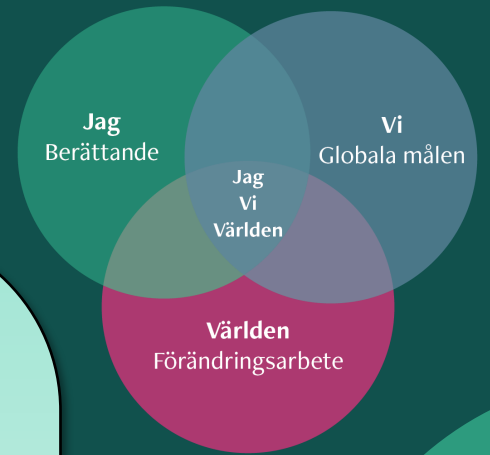 Jag
Berättande
Vi
Globala målen
Jag
Vi
Världen
Världen
Förändringsarbete